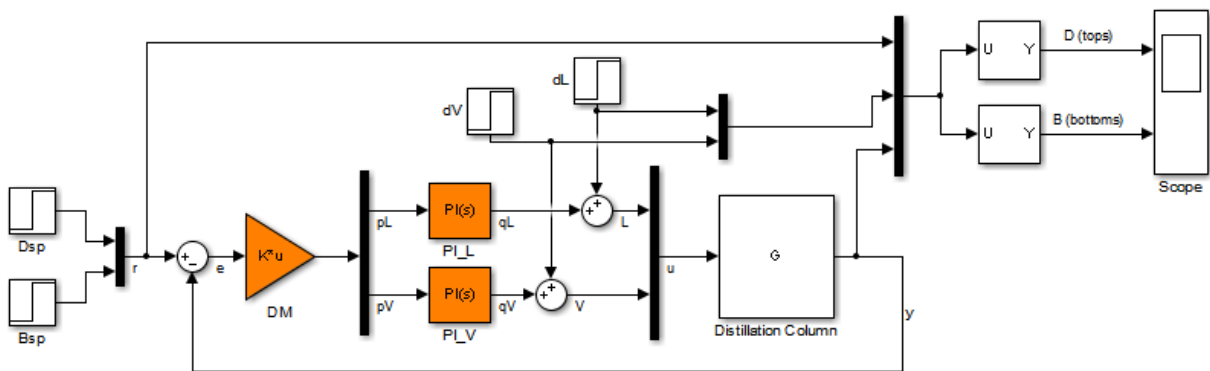 dL
dV
U Y
D (tops)
U Y
B (bottoms)
Scope
Dsp
Bsp
r
+
-
e
K*u
DM
pL
pV
PI(s)
PI_L
qL
PI(s)
PI_V
qV
+ +
L
+ +
V
u
G
Distillation Column
y